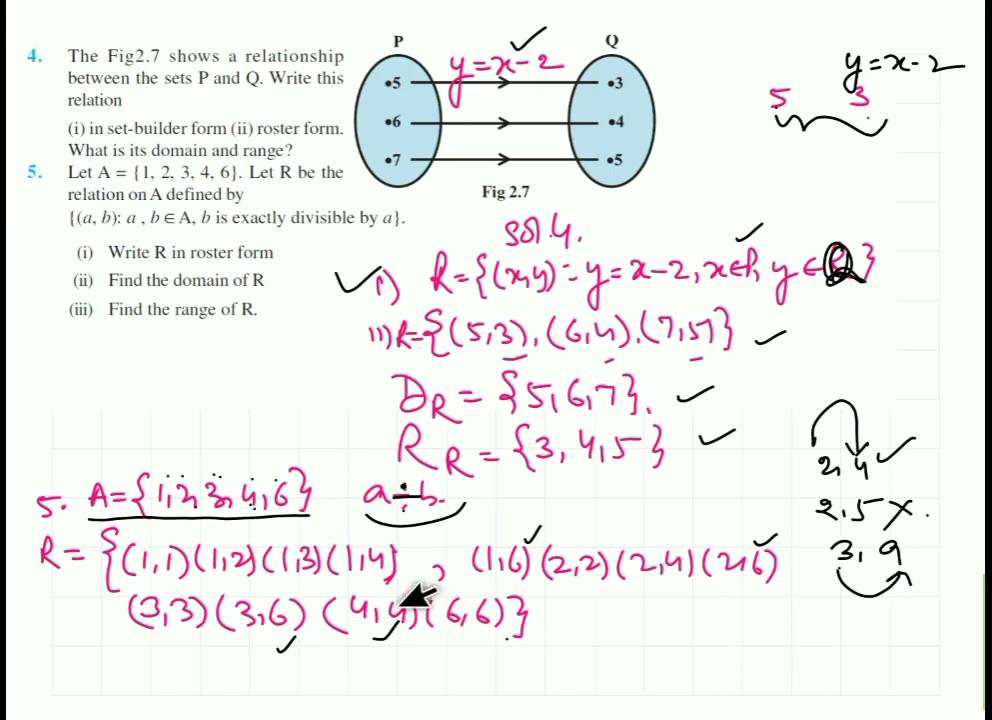 4. The Fig2.7 shows a relationship
between the sets P and Q. Write this
relation
(i) in set-builder form (ii) roster form.
What is its domain and range?
5. Let A = {1, 2, 3, 4, 6}. Let R be the
relation on A defined by
{(a, b): a , b ∈ A, b is exactly divisible by a}.
(i) Write R in roster form
(ii) Find the domain of R
(iii) Find the range of R.
P
Q
y=x-2 ✓
•5 •3
•6 •4
•7 •5
Fig 2.7
y=x-2
5 3
sol 4.
✓ i) R={(x,y):y=x-2,x∈P, y∈Q} ✓
ii) R={(5,3),(6,4),(7,5)} ✓
D_R = {5,6,7}. ✓
R_R = {3,4,5} ✓
5. A={1,2,3,4,6} a÷b.
R = {(1,1)(1,2)(1,3)(1,4), (1,6)(2,2)(2,4)(2,6)
(3,3)(3,6)(4,4)(6,6)}
2,4 ✓
2,5 ×.
3, 9